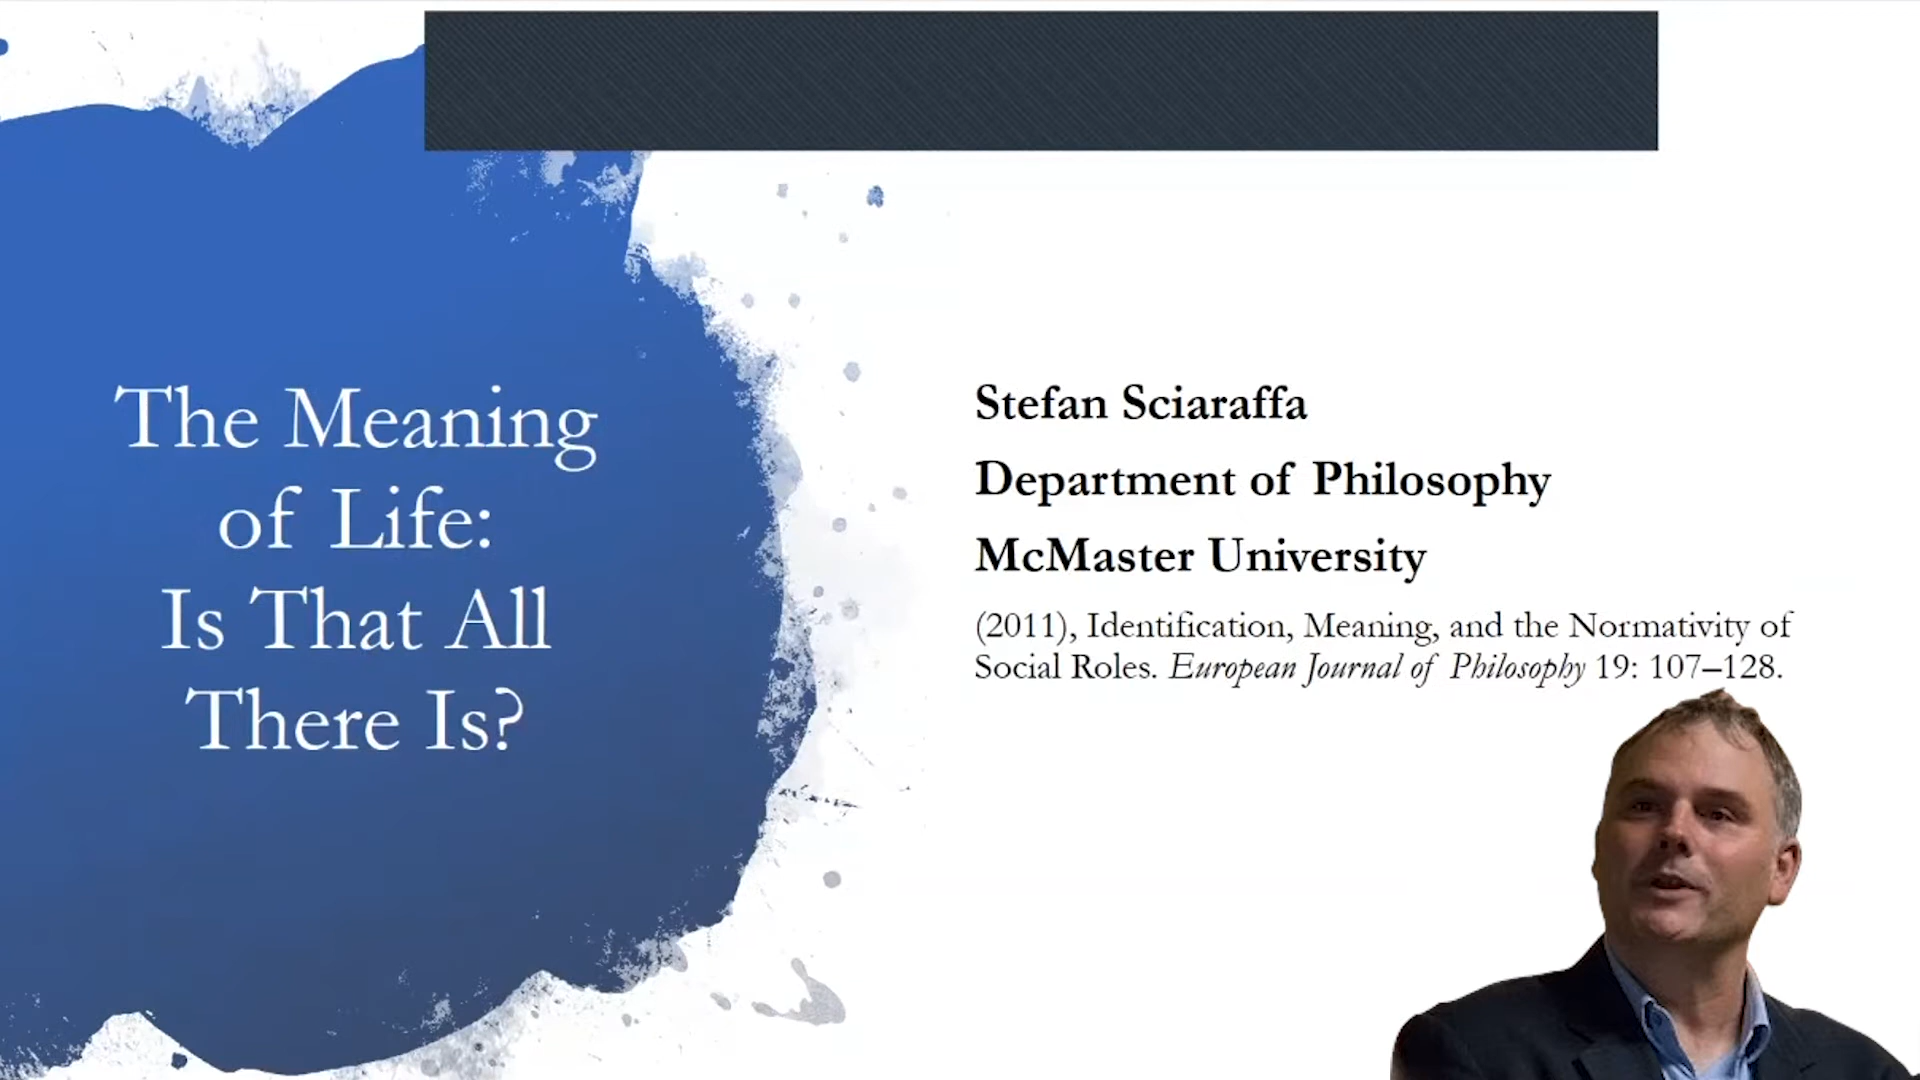 The Meaning
of Life:
Is That All
There Is?
Stefan Sciaraffa
Department of Philosophy
McMaster University
(2011), Identification, Meaning, and the Normativity of
Social Roles. European Journal of Philosophy 19: 107–128.